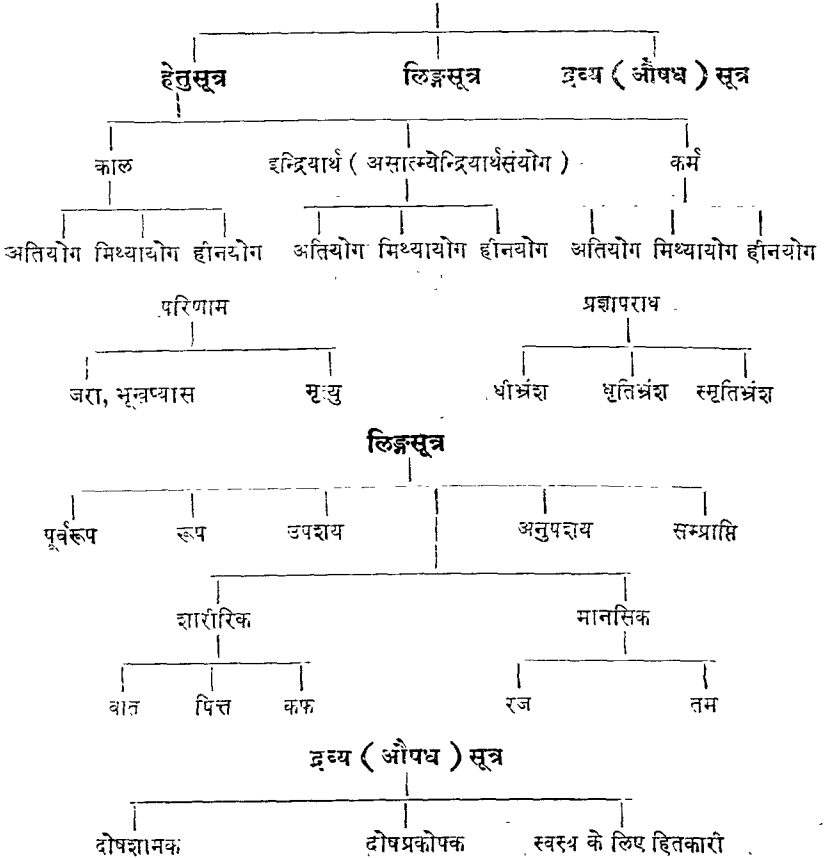 हेतुसूत्र लिङ्गसूत्र द्रव्य ( औषध ) सूत्र
काल इन्द्रियार्थ ( असात्म्येन्द्रियार्थसंयोग ) कर्म
अतियोग मिथ्यायोग हीनयोग अतियोग मिथ्यायोग हीनयोग अतियोग मिथ्यायोग हीनयोग
परिणाम प्रज्ञापराध
जरा, भूखप्यास मृत्यु धीभ्रंश धृतिभ्रंश स्मृतिभ्रंश
लिङ्गसूत्र
पूर्वरूप रूप उपशय अनुपशय सम्प्राप्ति
शारीरिक मानसिक
वात पित्त कफ रज तम
द्रव्य ( औषध ) सूत्र
दोषशामक दोषप्रकोपक स्वस्थ के लिए हितकारी